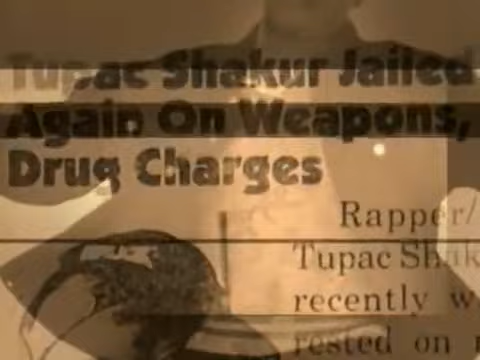 Tupac Shakur Jailed
Again On Weapons,
Drug Charges
Rapper/
Tupac Shak
recently w
rested on